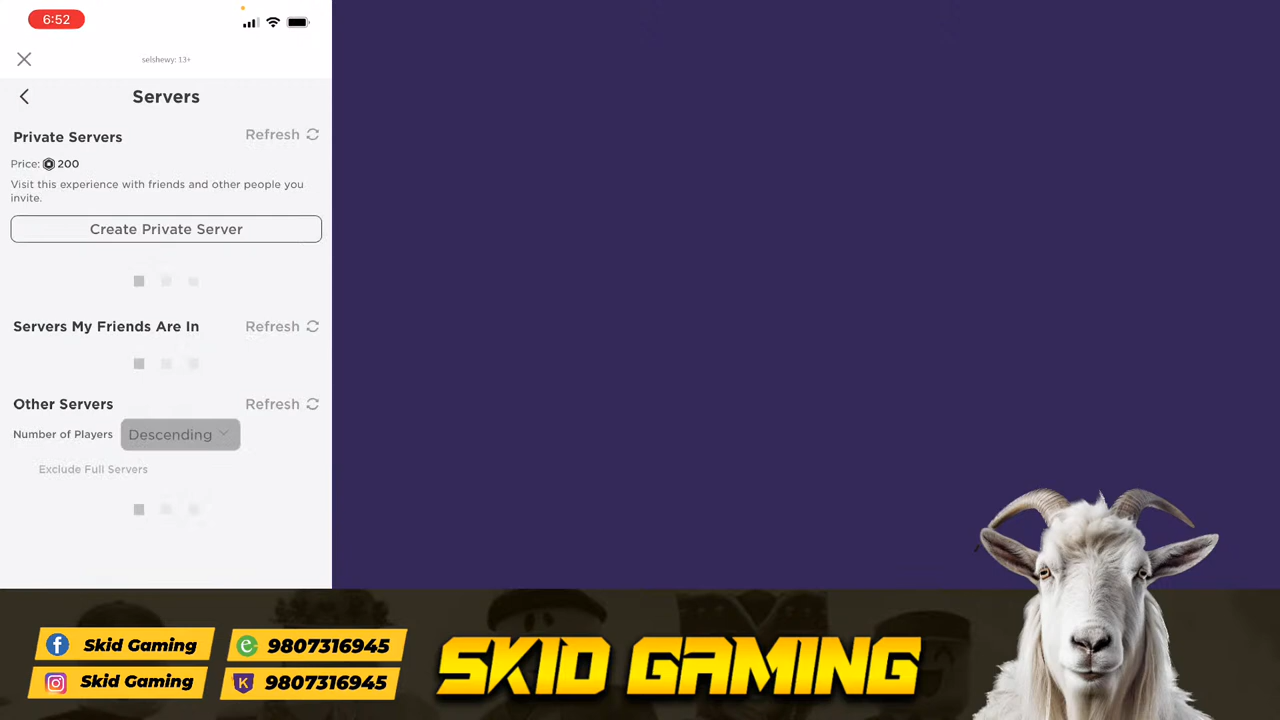 6:52
selshewy: 13+
Servers
Private Servers
Refresh
Price: 200
Visit this experience with friends and other people you
invite.
Create Private Server
Servers My Friends Are In
Refresh
Other Servers
Refresh
Number of Players
Descending
Exclude Full Servers
f Skid Gaming
e 9807316945
SKID GAMING
Skid Gaming
K 9807316945